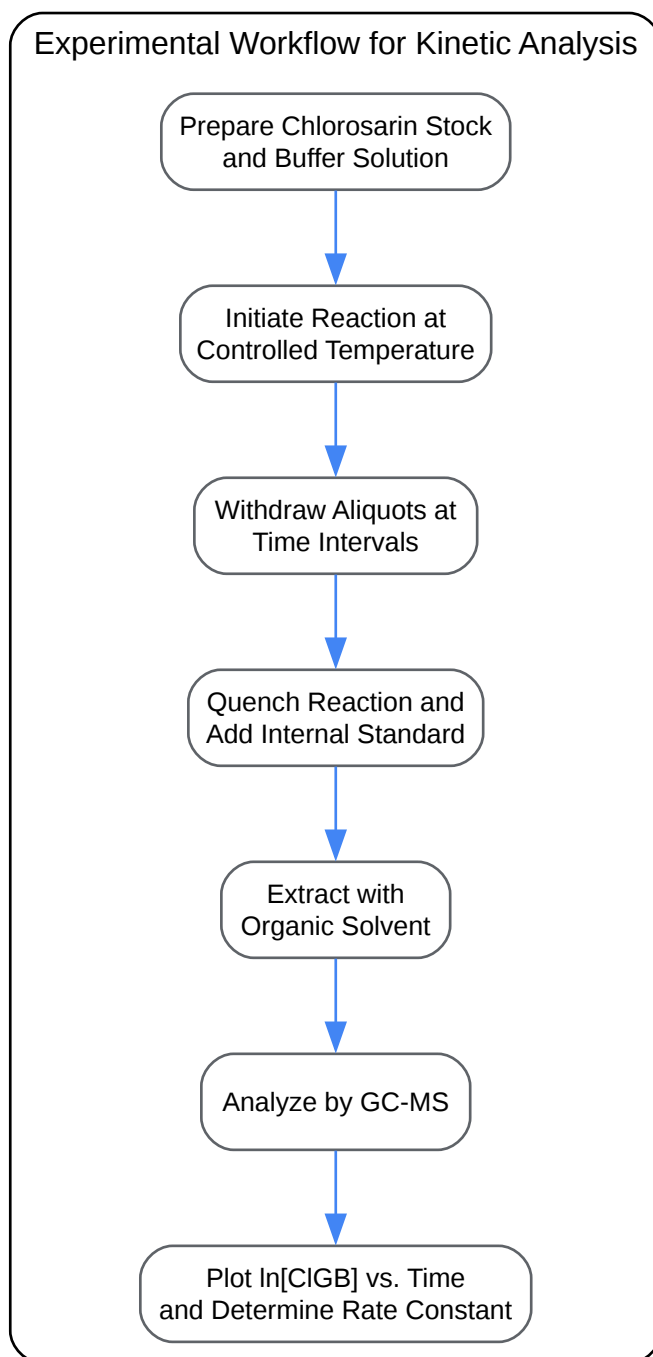 Experimental Workflow for Kinetic Analysis
Prepare Chlorosarin Stock
and Buffer Solution
Initiate Reaction at
Controlled Temperature
Withdraw Aliquots at
Time Intervals
Quench Reaction and
Add Internal Standard
Extract with
Organic Solvent
Analyze by GC-MS
Plot ln[ClGB] vs. Time
and Determine Rate Constant